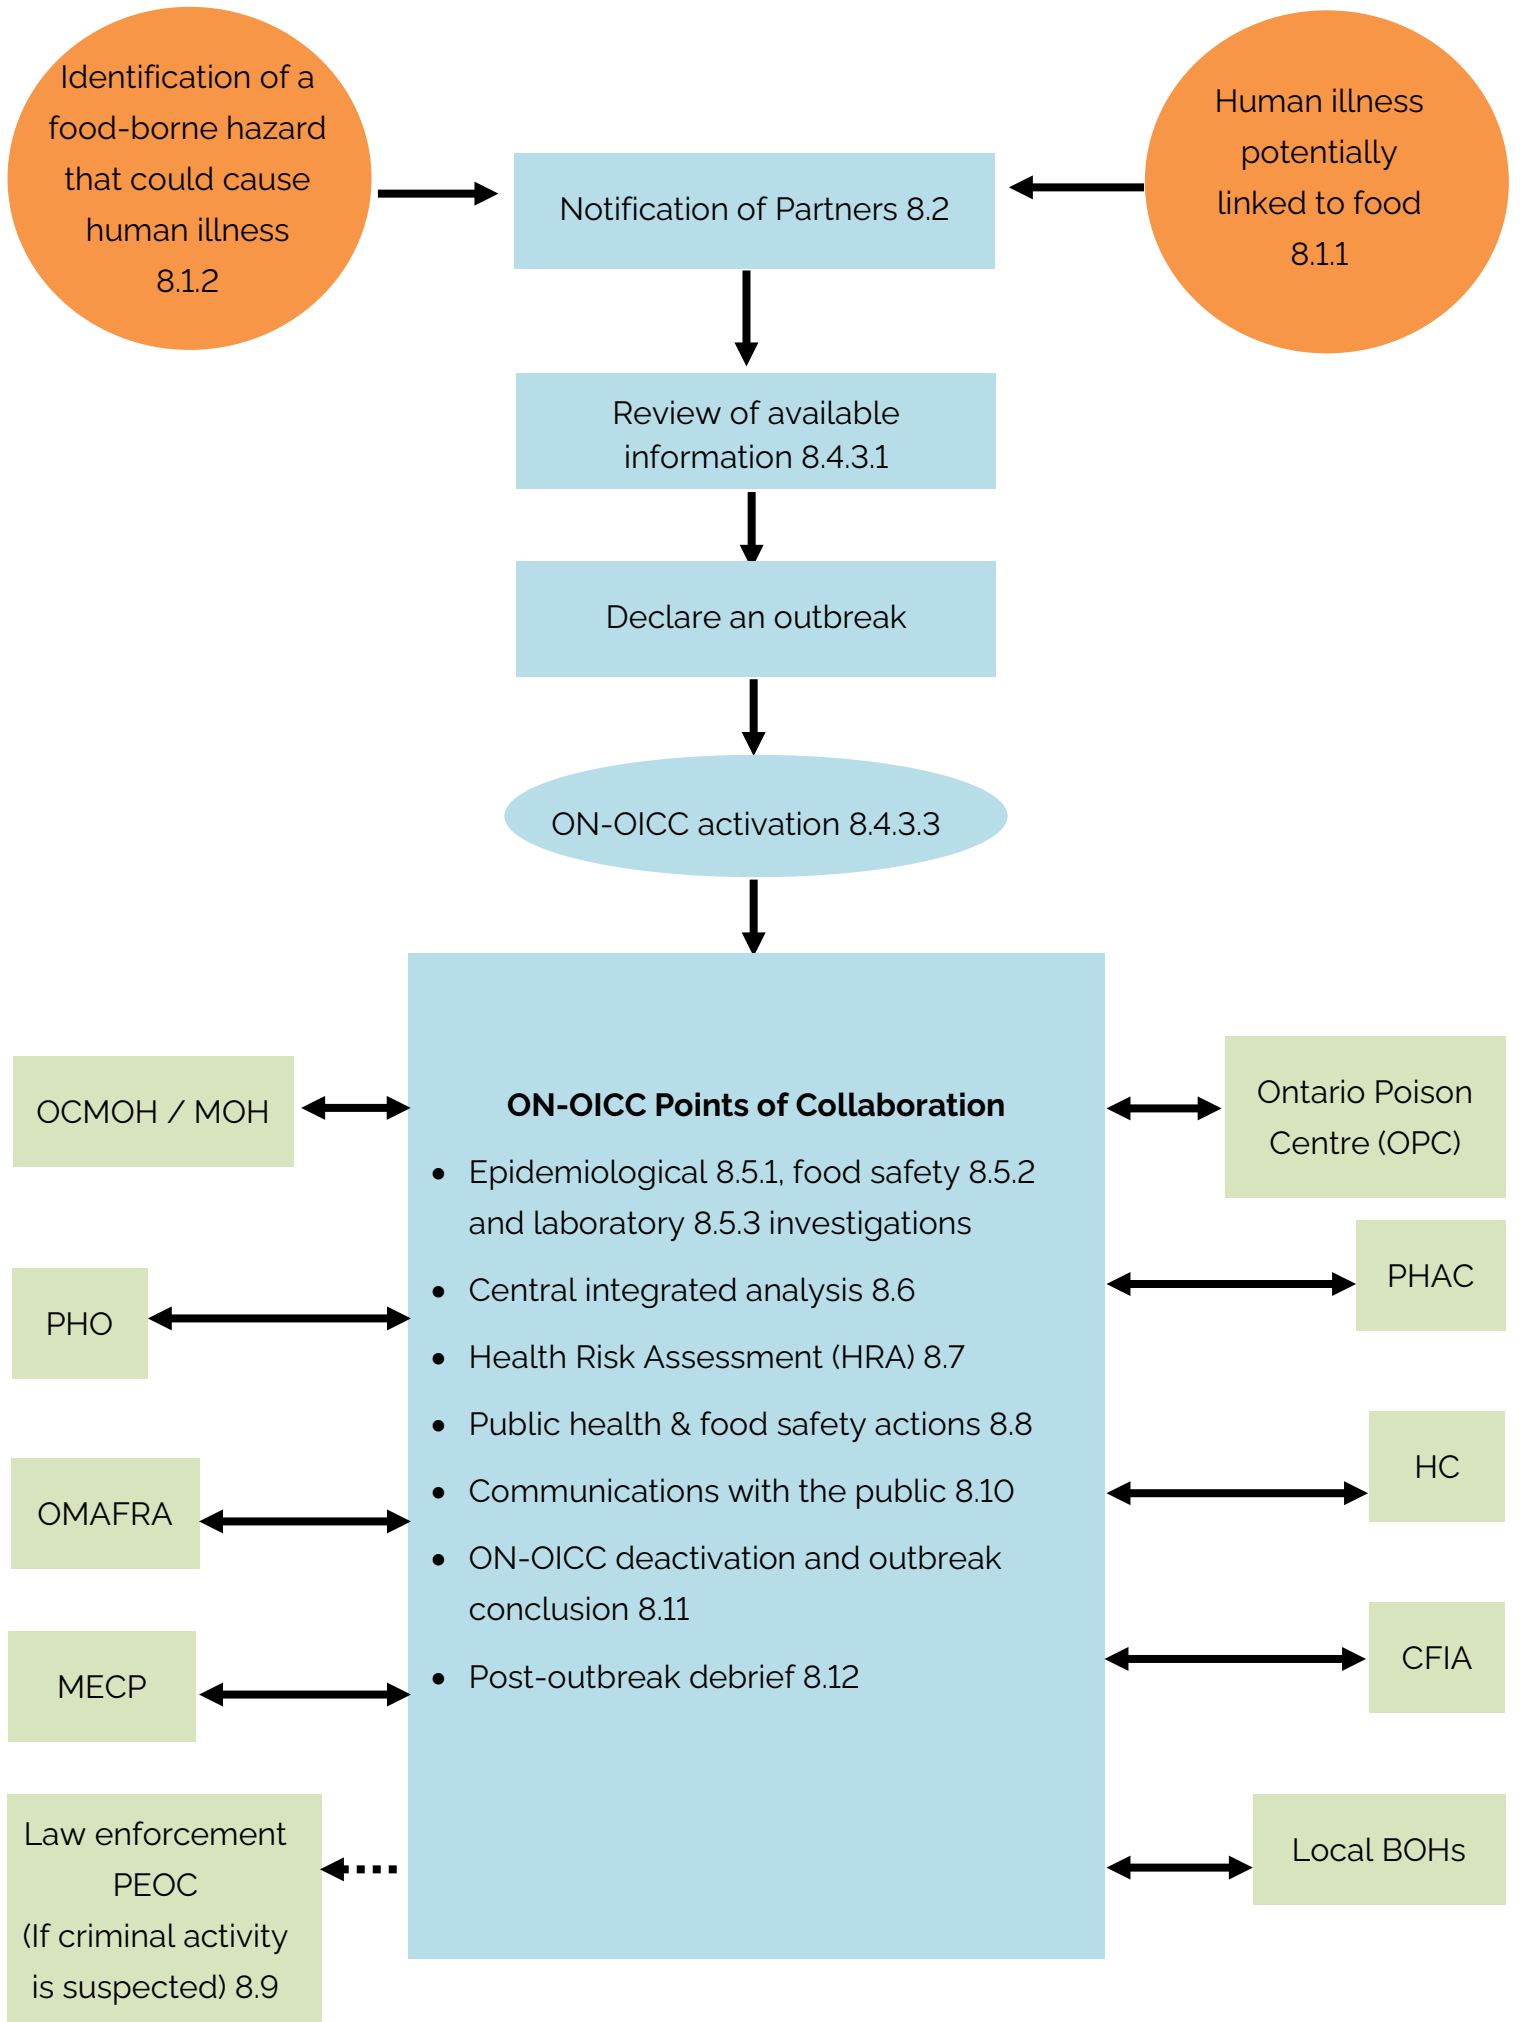 Identification of a
food-borne hazard
that could cause
human illness
8.1.2
Human illness
potentially
linked to food
8.1.1
Notification of Partners 8.2
Review of available
information 8.4.3.1
Declare an outbreak
ON-OICC activation 8.4.3.3
OCMOH / MOH
PHO
OMAFRA
MECP
Law enforcement
PEOC
(If criminal activity
is suspected) 8.9
ON-OICC Points of Collaboration
• Epidemiological 8.5.1, food safety 8.5.2
and laboratory 8.5.3 investigations
• Central integrated analysis 8.6
• Health Risk Assessment (HRA) 8.7
• Public health & food safety actions 8.8
• Communications with the public 8.10
• ON-OICC deactivation and outbreak
conclusion 8.11
• Post-outbreak debrief 8.12
Ontario Poison
Centre (OPC)
PHAC
HC
CFIA
Local BOHs